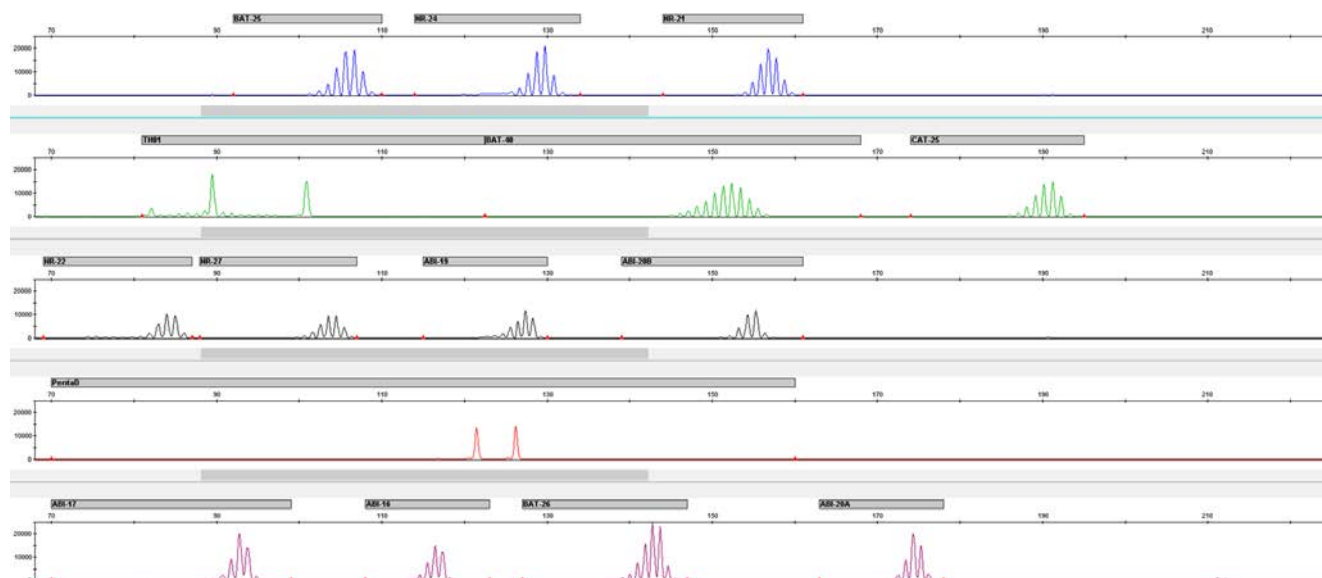 BAT-25 NR-24 NR-21
70 90 110 130 150 170 190 210
20000
10000
0
TH01 BAT-40 CAT-25
70 90 110 130 150 170 190 210
20000
10000
0
NR-22 NR-27 ABI-19 ABI-20B
70 90 110 130 150 170 190 210
20000
10000
0
PentaD
70 90 110 130 150 170 190 210
20000
10000
0
ABI-17 ABI-16 BAT-26 ABI-20A
70 90 110 130 150 170 190 210
20000
10000